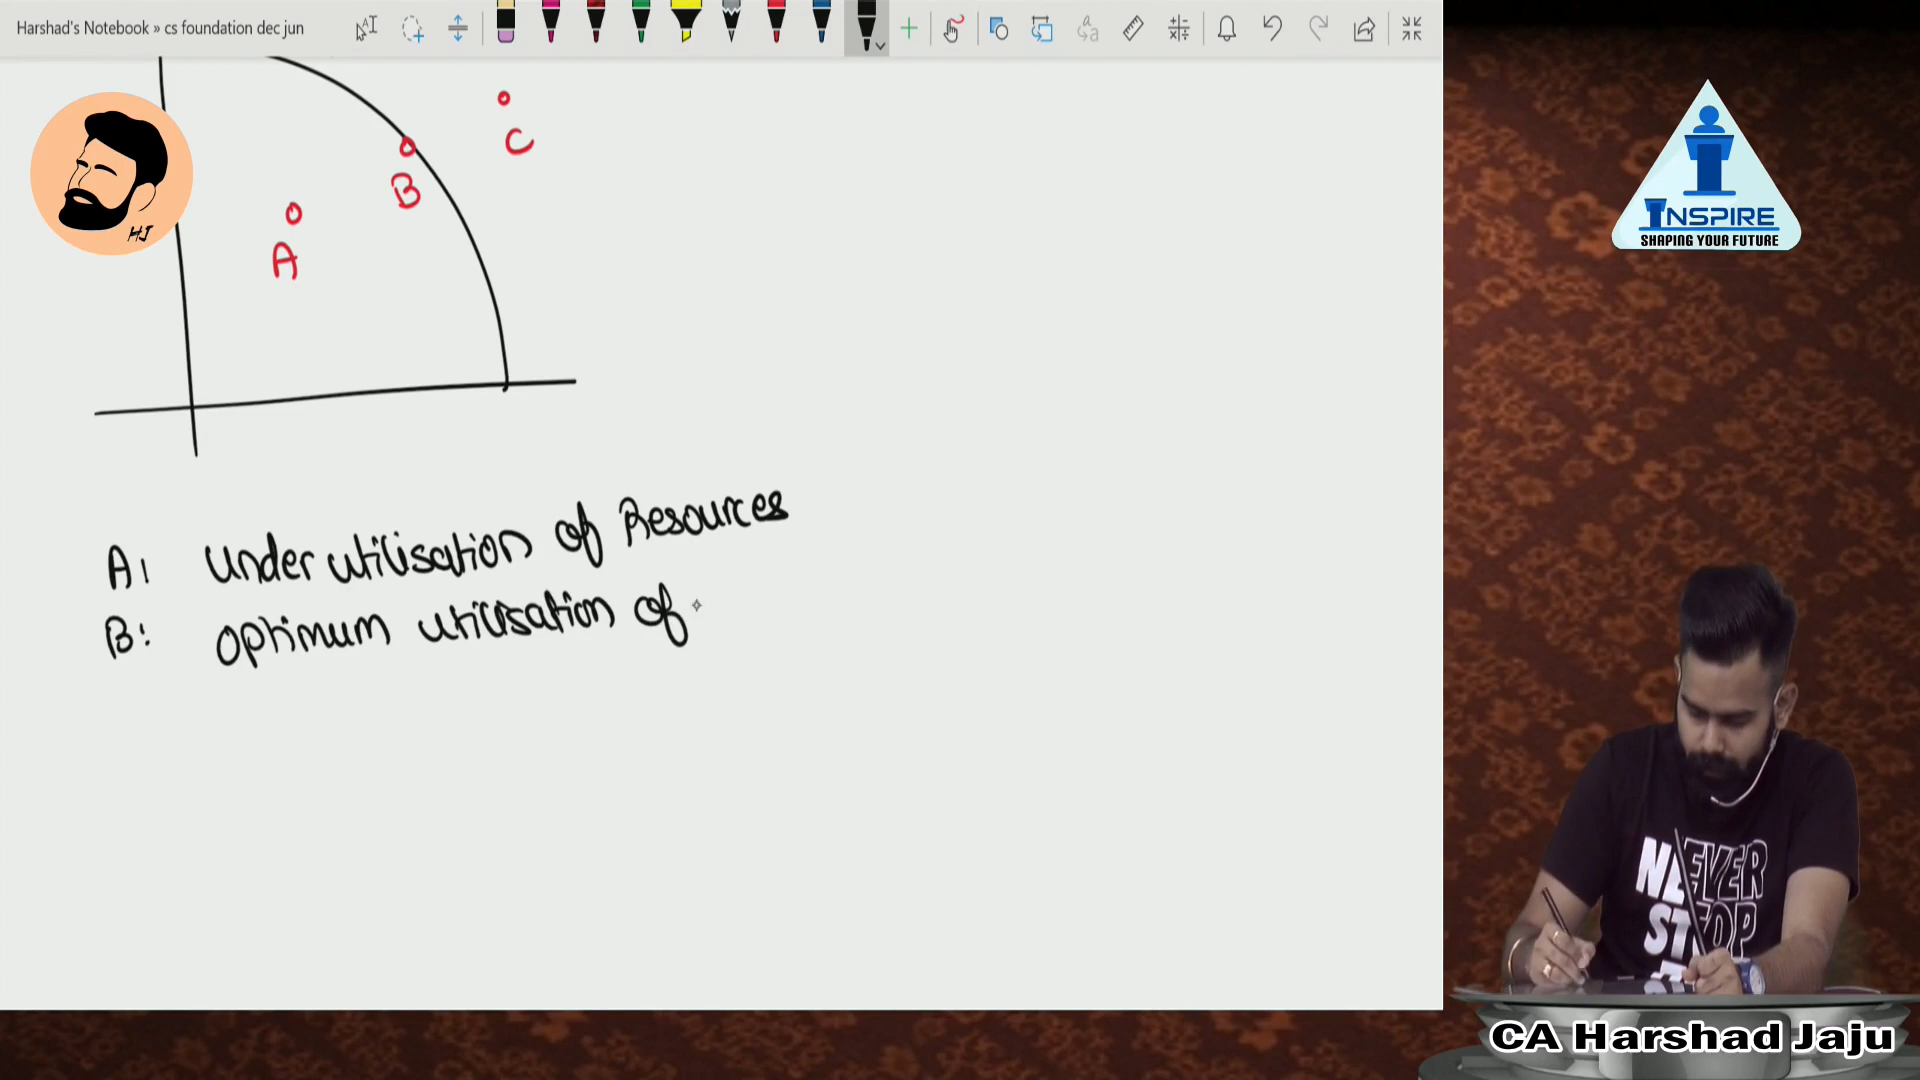 Harshad's Notebook » cs foundation dec jun
C
B
A
HJ
A: Under utilisation of Resources
B: optimum utilisation of
INSPIRE
SHAPING YOUR FUTURE
NEVER
STOP
CA Harshad Jaju